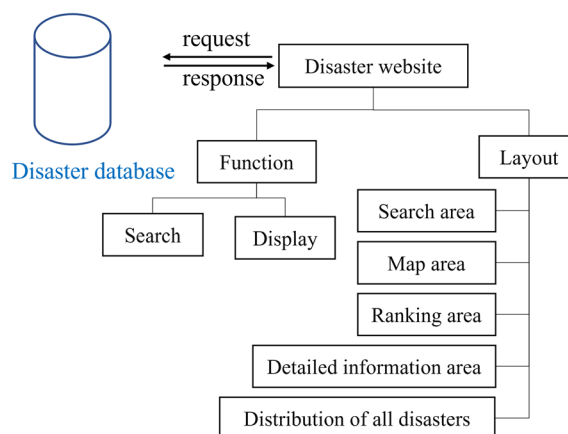 request
response
Disaster website
Disaster database
Function
Layout
Search
Display
Search area
Map area
Ranking area
Detailed information area
Distribution of all disasters